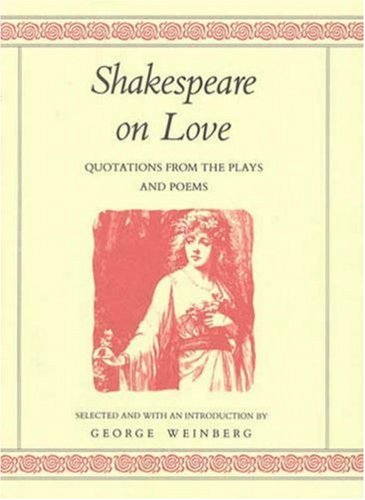 Shakespeare
on Love
QUOTATIONS FROM THE PLAYS
AND POEMS
SELECTED AND WITH AN INTRODUCTION BY
GEORGE WEINBERG